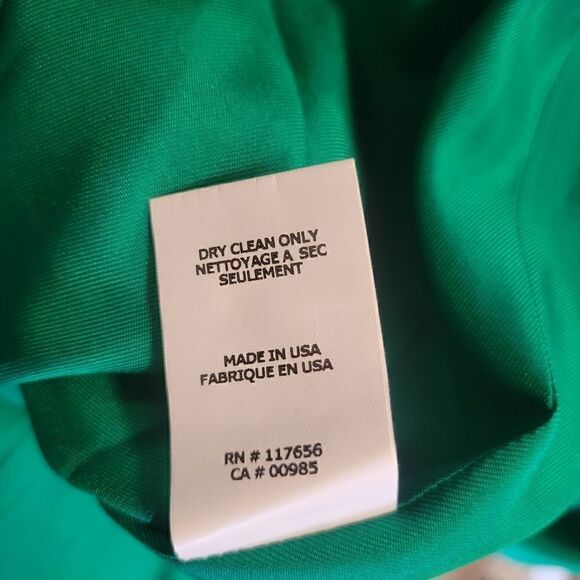 DRY CLEAN ONLY
NETTOYAGE A SEC
SEULEMENT
MADE IN USA
FABRIQUE EN USA
RN # 117656
CA # 00985